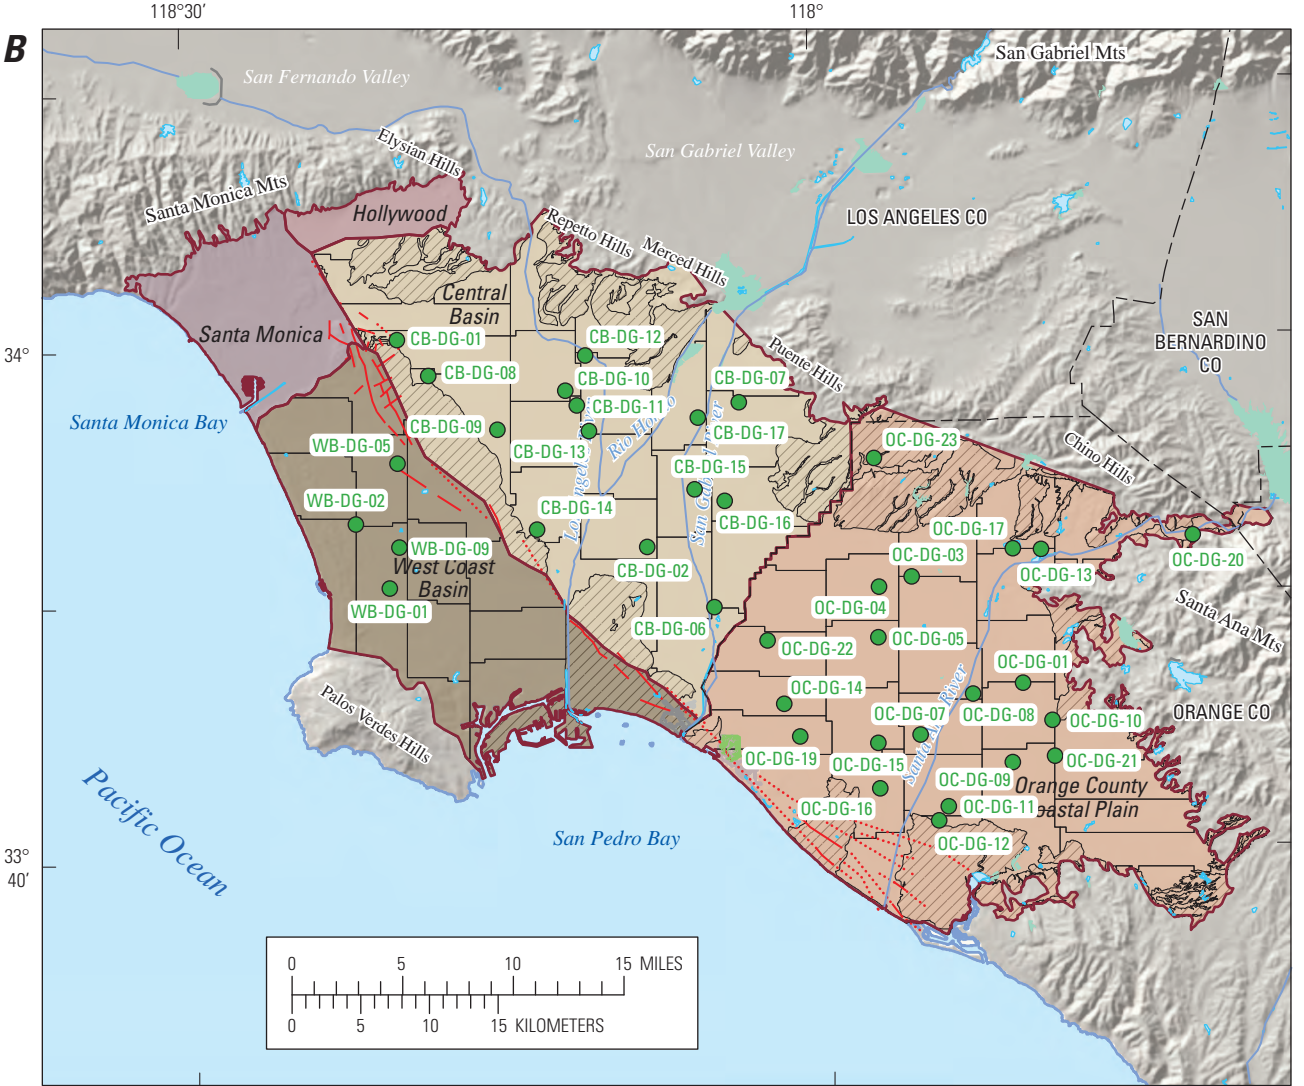 118°30′
118°
B
San Gabriel Mts
San Fernando Valley
Elysian Hills
San Gabriel Valley
Santa Monica Mts
Hollywood
LOS ANGELES CO
Repetto Hills
Merced Hills
Central
Basin
SAN
BERNARDINO
CO
Santa Monica
CB-DG-01
CB-DG-12
34°
Puente Hills
CB-DG-08
CB-DG-10
CB-DG-07
CB-DG-11
Rio Ho
Santa Monica Bay
CB-DG-09
CB-DG-17
OC-DG-23
WB-DG-05
CB-DG-13
Chino Hills
CB-DG-15
WB-DG-02
CB-DG-14
CB-DG-16
OC-DG-17
San Ga
River
WB-DG-09
OC-DG-03
OC-DG-20
West Coast
Basin
CB-DG-02
OC-DG-13
WB-DG-01
OC-DG-04
Santa Ana Mts
CB-DG-06
OC-DG-05
OC-DG-22
OC-DG-01
Palos Verdes Hills
OC-DG-14
OC-DG-07
OC-DG-08
OC-DG-10
ORANGE CO
Santa Ana River
OC-DG-19
OC-DG-15
OC-DG-21
OC-DG-09
Orange County
oastal Plain
OC-DG-16
OC-DG-11
Pacific Ocean
San Pedro Bay
OC-DG-12
33°
40′
0 5 10 15 MILES
0 5 10 15 KILOMETERS